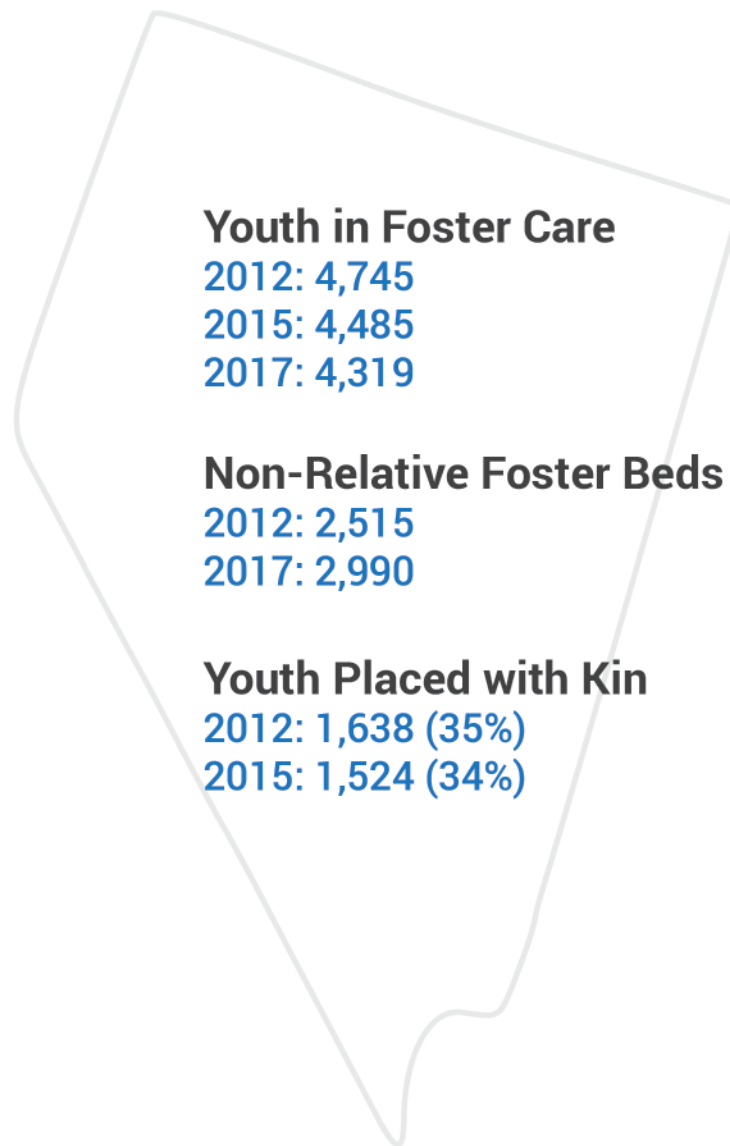 Youth in Foster Care
2012: 4,745
2015: 4,485
2017: 4,319
Non-Relative Foster Beds
2012: 2,515
2017: 2,990
Youth Placed with Kin
2012: 1,638 (35%)
2015: 1,524 (34%)